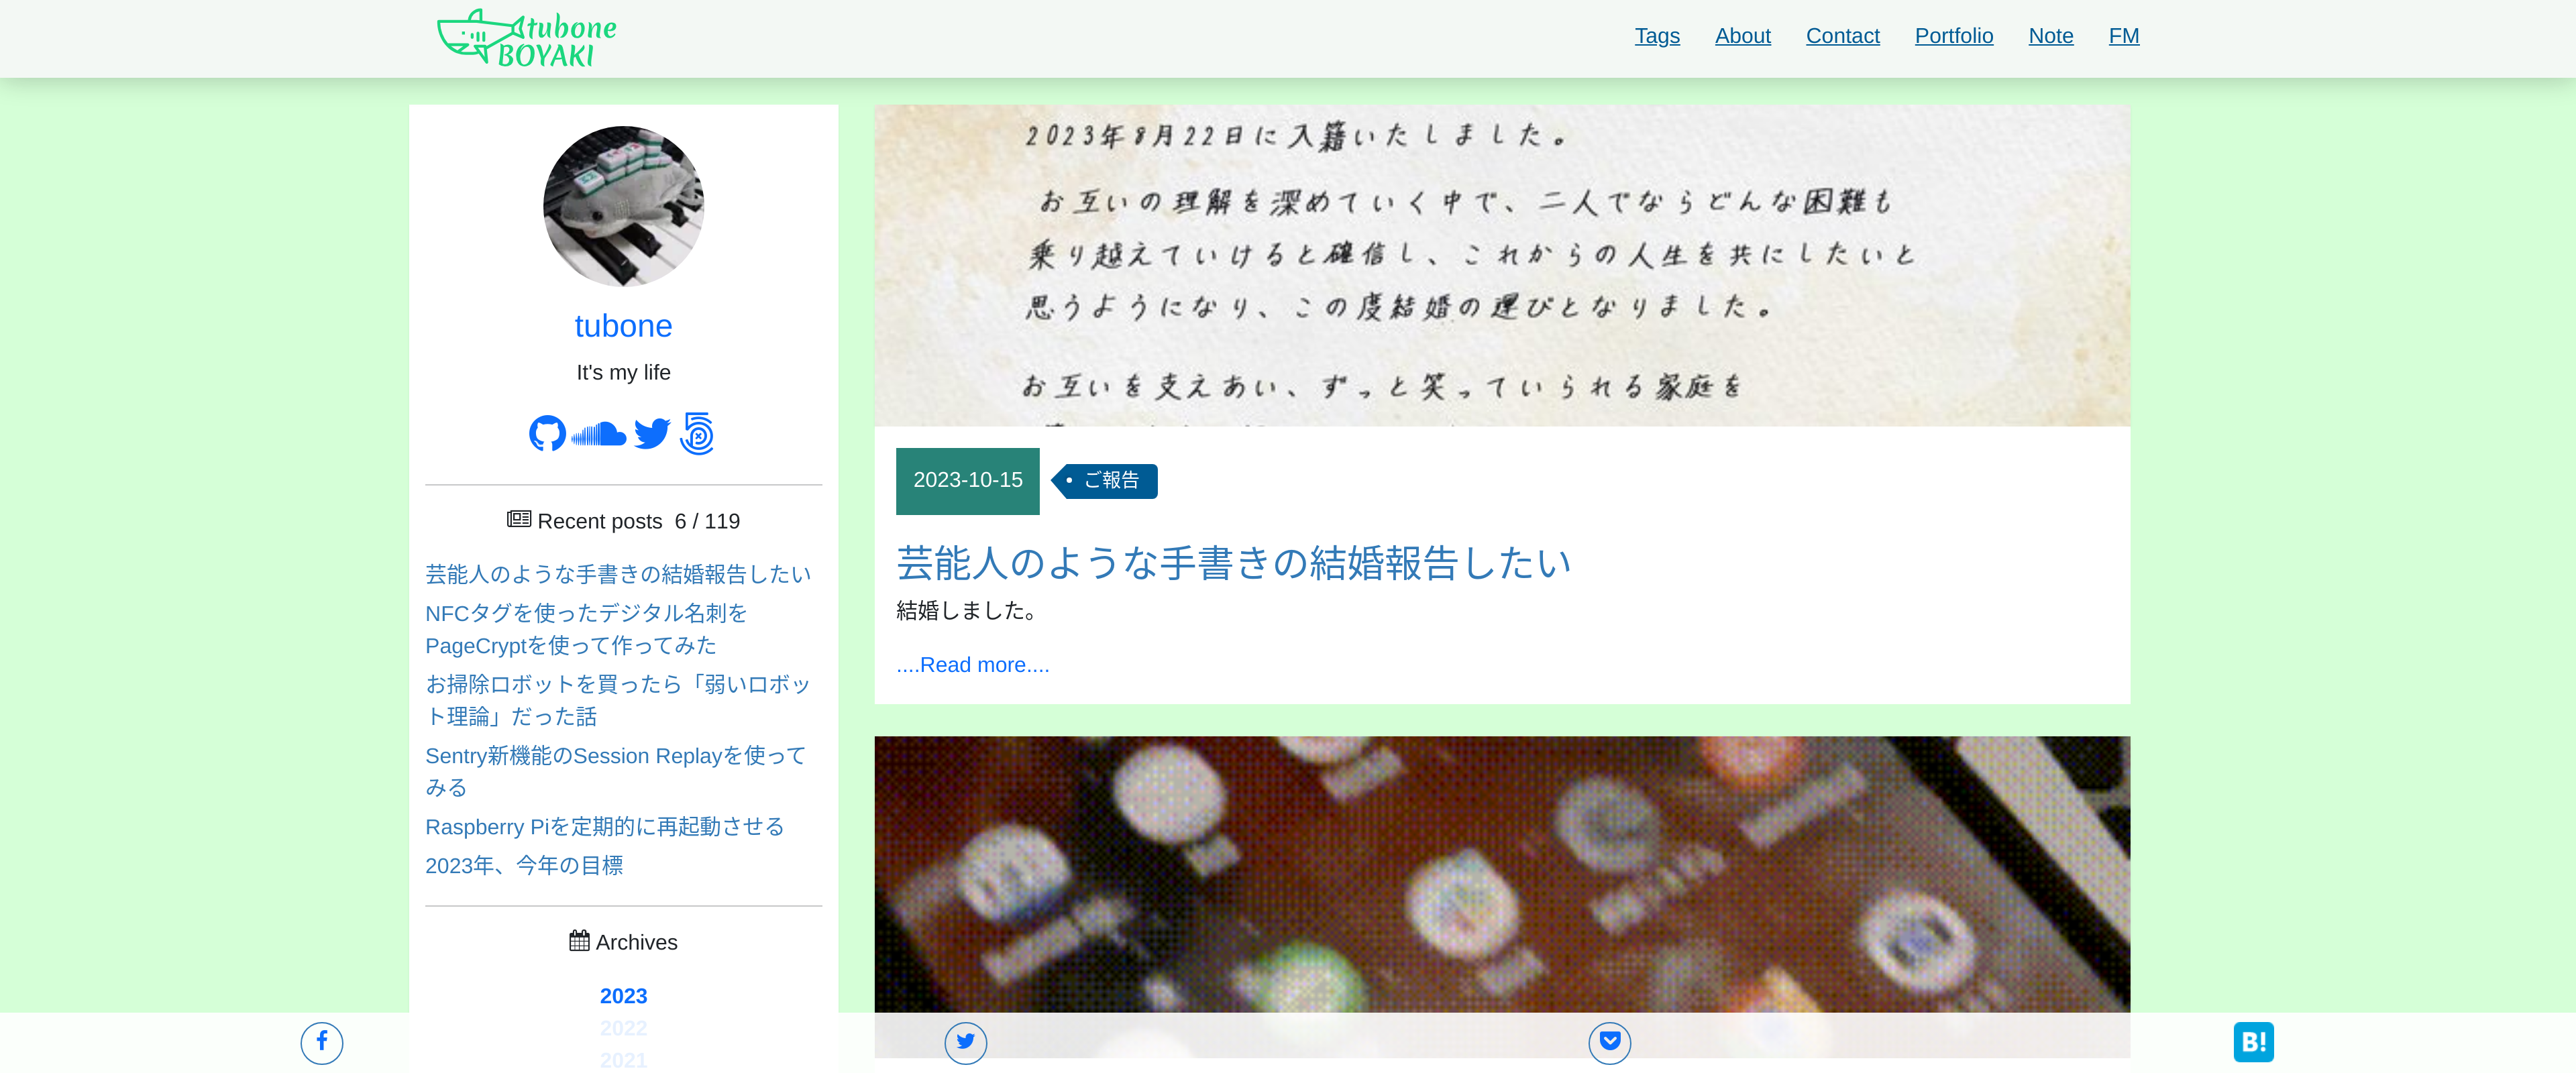 tubone
BOYAKI
Tags About Contact Portfolio Note FM
tubone
It's my life
Recent posts 6 / 119
芸能人のような手書きの結婚報告したい
NFCタグを使ったデジタル名刺を
PageCryptを使って作ってみた
お掃除ロボットを買ったら「弱いロボッ
ト理論」だった話
Sentry新機能のSession Replayを使って
みる
Raspberry Piを定期的に再起動させる
2023年、今年の目標
Archives
2023
2022
2021
2023年8月22日に入籍いたしました。
お互いの理解を深めていく中で、二人でならどんな困難も
乗り越えていけると確信し、これからの人生を共にしたいと
思うようになり、この度結婚の運びとなりました。
お互いを支えあい、ずっと笑っていられる家庭を
2023-10-15
ご報告
芸能人のような手書きの結婚報告したい
結婚しました。
....Read more....
B!